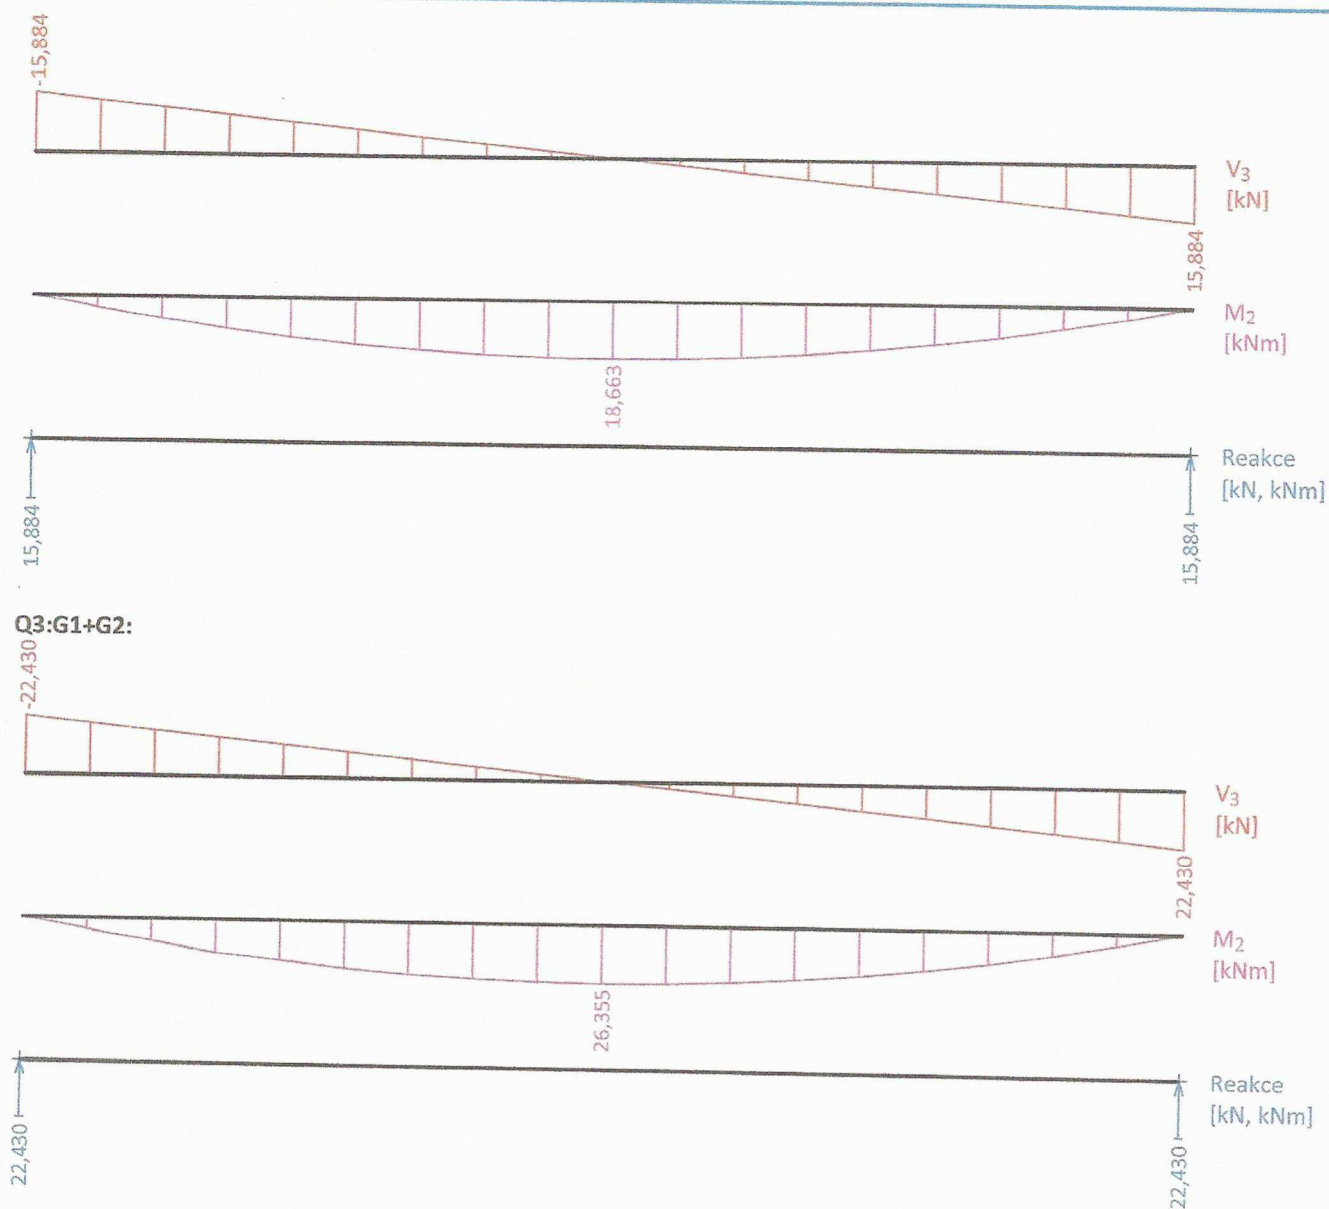 -15,884
V3
[kN]
15,884
M2
[kNm]
18,663
Reakce
[kN, kNm]
15,884
15,884
Q3:G1+G2:
-22,430
V3
[kN]
22,430
M2
[kNm]
26,355
Reakce
[kN, kNm]
22,430
22,430